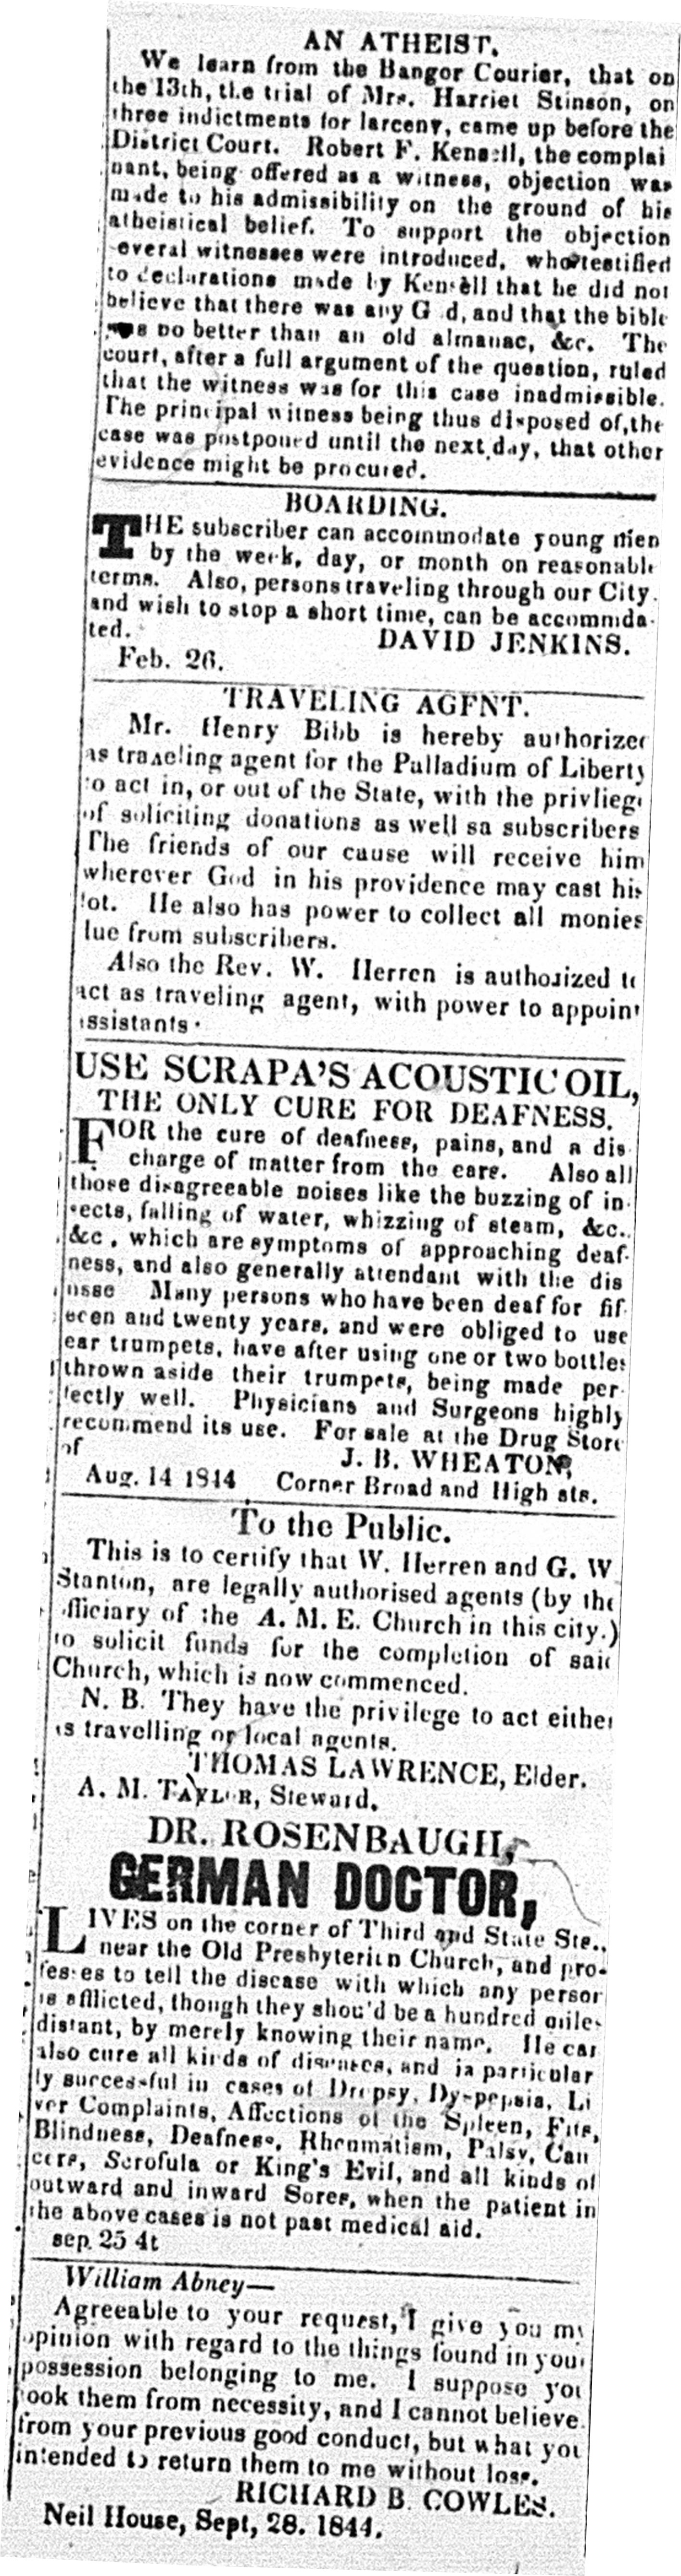 AN ATHEIST.
We learn from the Bangor Courier, that on
the 13th, the trial of Mrs. Harriet Stinson, on
three indictments for larceny, came up before the
District Court. Robert F. Kensell, the complai
nant, being offered as a witness, objection was
made to his admissibility on the ground of his
atheistical belief. To support the objection
several witnesses were introduced, who testified
to declarations made by Kensell that he did not
believe that there was any G d, and that the bible
was no better than an old almanac, &c. The
court, after a full argument of the question, ruled
that the witness was for this case inadmissible.
The principal witness being thus disposed of, the
case was postponed until the next day, that other
evidence might be procured.
BOARDING.
THE subscriber can accommodate young men
by the week, day, or month on reasonable
terms. Also, persons traveling through our City.
and wish to stop a short time, can be accommda-
ted. DAVID JENKINS.
Feb. 26.
TRAVELING AGENT.
Mr. Henry Bibb is hereby authorized
as traveling agent for the Palladium of Liberty
to act in, or out of the State, with the privliege
of soliciting donations as well sa subscribers
The friends of our cause will receive him
wherever God in his providence may cast his
lot. He also has power to collect all monies
due from subscribers.
Also the Rev. W. Herren is authorized to
act as traveling agent, with power to appoint
assistants.
USE SCRAPA'S ACOUSTIC OIL,
THE ONLY CURE FOR DEAFNESS.
FOR the cure of deafness, pains, and a dis-
charge of matter from the ears. Also all
those disagreeable noises like the buzzing of in-
sects, falling of water, whizzing of steam, &c.,
&c , which are symptoms of approaching deaf-
ness, and also generally attendant with the dis
easse Many persons who have been deaf for fif-
teen and twenty years, and were obliged to use
ear trumpets, have after using one or two bottles
thrown aside their trumpets, being made per-
fectly well. Physicians and Surgeons highly
recommend its use. For sale at the Drug Store
of J. B. WHEATON,
Aug. 14 1844 Corner Broad and High sts.
To the Public.
This is to certify that W. Herren and G. W
Stanton, are legally authorised agents (by the
officiary of the A. M. E. Church in this city.)
to solicit funds for the completion of said
Church, which is now commenced.
N. B. They have the privilege to act either
as travelling or local agents.
THOMAS LAWRENCE, Elder.
A. M. TAYLOR, Steward.
DR. ROSENBAUGH,
GERMAN DOCTOR,
LIVES on the corner of Third and State Sts.,
near the Old Presbyterian Church, and pro-
fesses to tell the disease with which any person
is afflicted, though they shou'd be a hundred miles
distant, by merely knowing their name. He can
also cure all kinds of diseases, and is particular
ly successful in cases of Dropsy, Dyspepsia, Li
ver Complaints, Affections of the Spleen, Fits,
Blindness, Deafness, Rheumatism, Palsy, Can
cers, Scrofula or King's Evil, and all kinds of
outward and inward Sores, when the patient in
the above cases is not past medical aid.
sep. 25 4t
William Abney—
Agreeable to your request, I give you my
opinion with regard to the things found in your
possession belonging to me. I suppose you
took them from necessity, and I cannot believe
from your previous good conduct, but what you
intended to return them to me without loss.
RICHARD B. COWLES.
Neil House, Sept, 28. 1844.